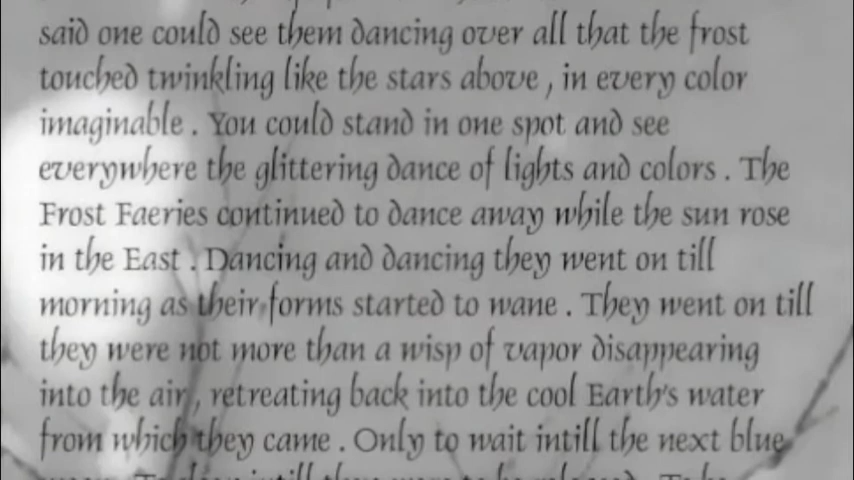 said one could see them dancing over all that the frost
touched twinkling like the stars above , in every color
imaginable . You could stand in one spot and see
everywhere the glittering dance of lights and colors . The
Frost Faeries continued to dance away while the sun rose
in the East . Dancing and dancing they went on till
morning as their forms started to wane . They went on till
they were not more than a wisp of vapor disappearing
into the air , retreating back into the cool Earth's water
from which they came . Only to wait intill the next blue